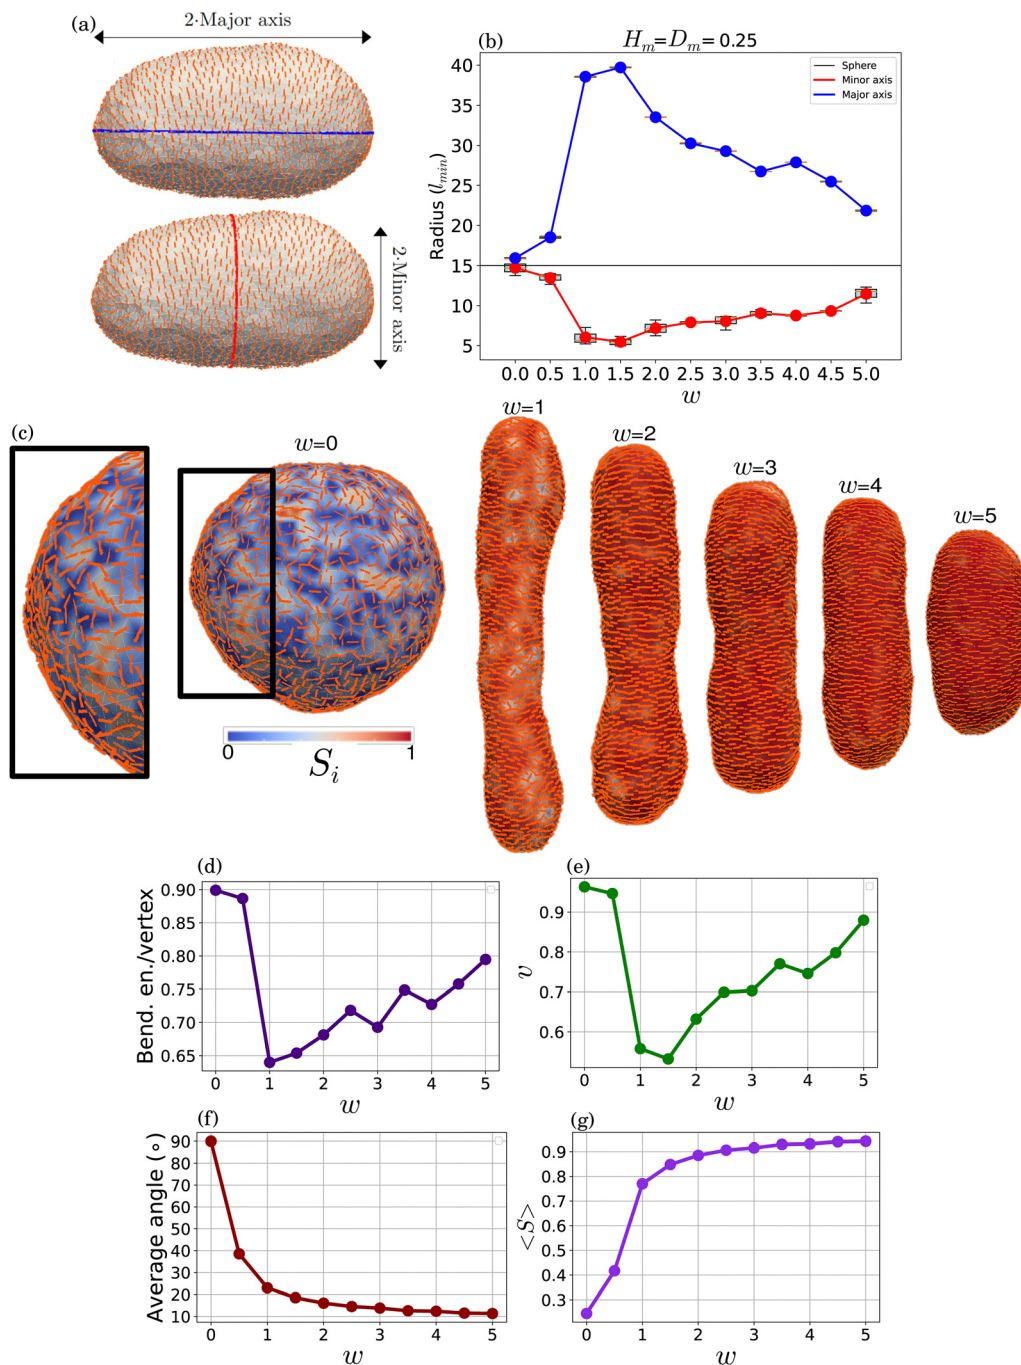 (a)
2·Major axis
2·Minor axis
(b)
H_m=D_m=0.25
Sphere
Minor axis
Major axis
Radius (l_min)
40
35
30
25
20
15
10
5
0.0 0.5 1.0 1.5 2.0 2.5 3.0 3.5 4.0 4.5 5.0
w
(c)
w=0
w=1
w=2
w=3
w=4
w=5
0 1
S_i
(d)
Bend. en./vertex
0.90
0.85
0.80
0.75
0.70
0.65
0 1 2 3 4 5
w
(e)
v
0.9
0.8
0.7
0.6
0 1 2 3 4 5
w
(f)
Average angle (°)
90
80
70
60
50
40
30
20
10
0 1 2 3 4 5
w
(g)
<S>
0.9
0.8
0.7
0.6
0.5
0.4
0.3
0 1 2 3 4 5
w